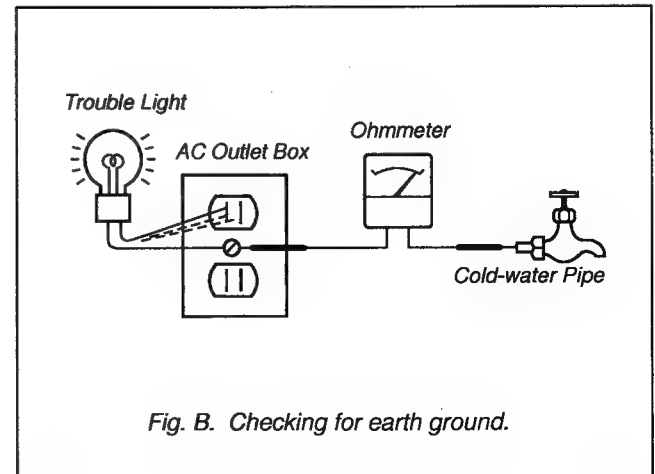 Trouble Light
AC Outlet Box
Ohmmeter
Cold-water Pipe
Fig. B. Checking for earth ground.